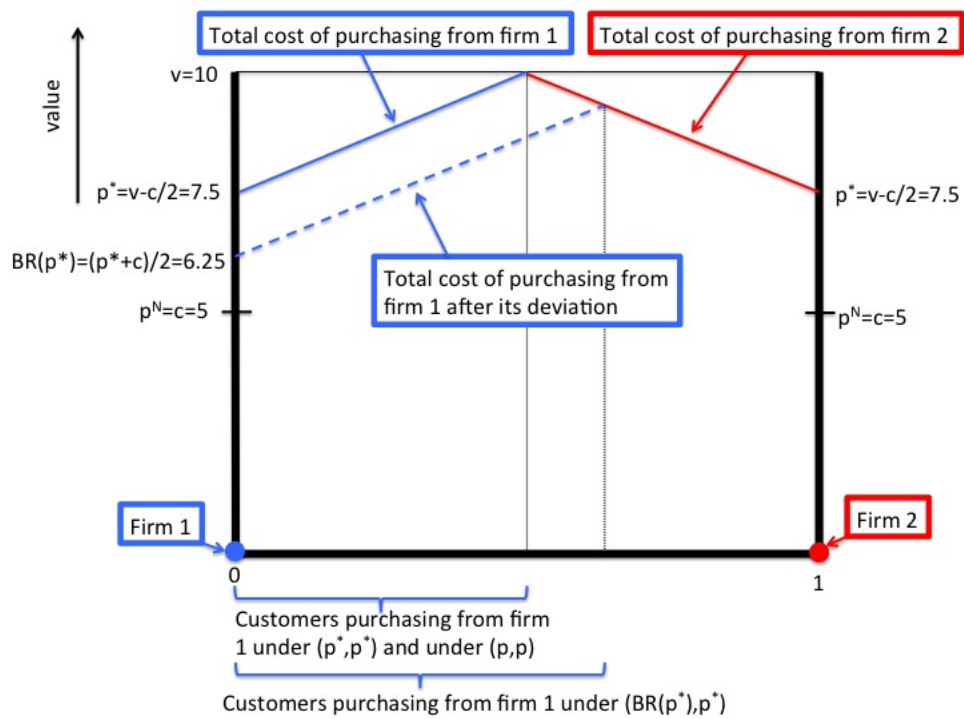 Total cost of purchasing from firm 1
Total cost of purchasing from firm 2
value
v=10
p*=v-c/2=7.5
p*=v-c/2=7.5
BR(p*)=(p*+c)/2=6.25
Total cost of purchasing from
firm 1 after its deviation
pᴺ=c=5
pᴺ=c=5
Firm 1
Firm 2
0
1
Customers purchasing from firm
1 under (p*,p*) and under (p,p)
Customers purchasing from firm 1 under (BR(p*),p*)